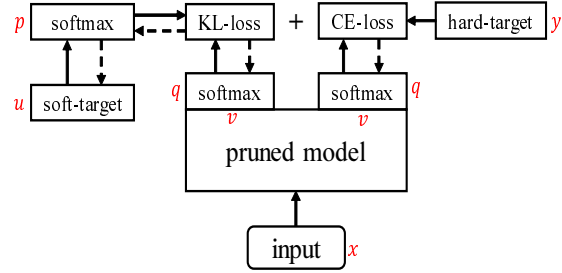 p softmax KL-loss + CE-loss hard-target y
u soft-target q softmax softmax q
v v
pruned model
input x